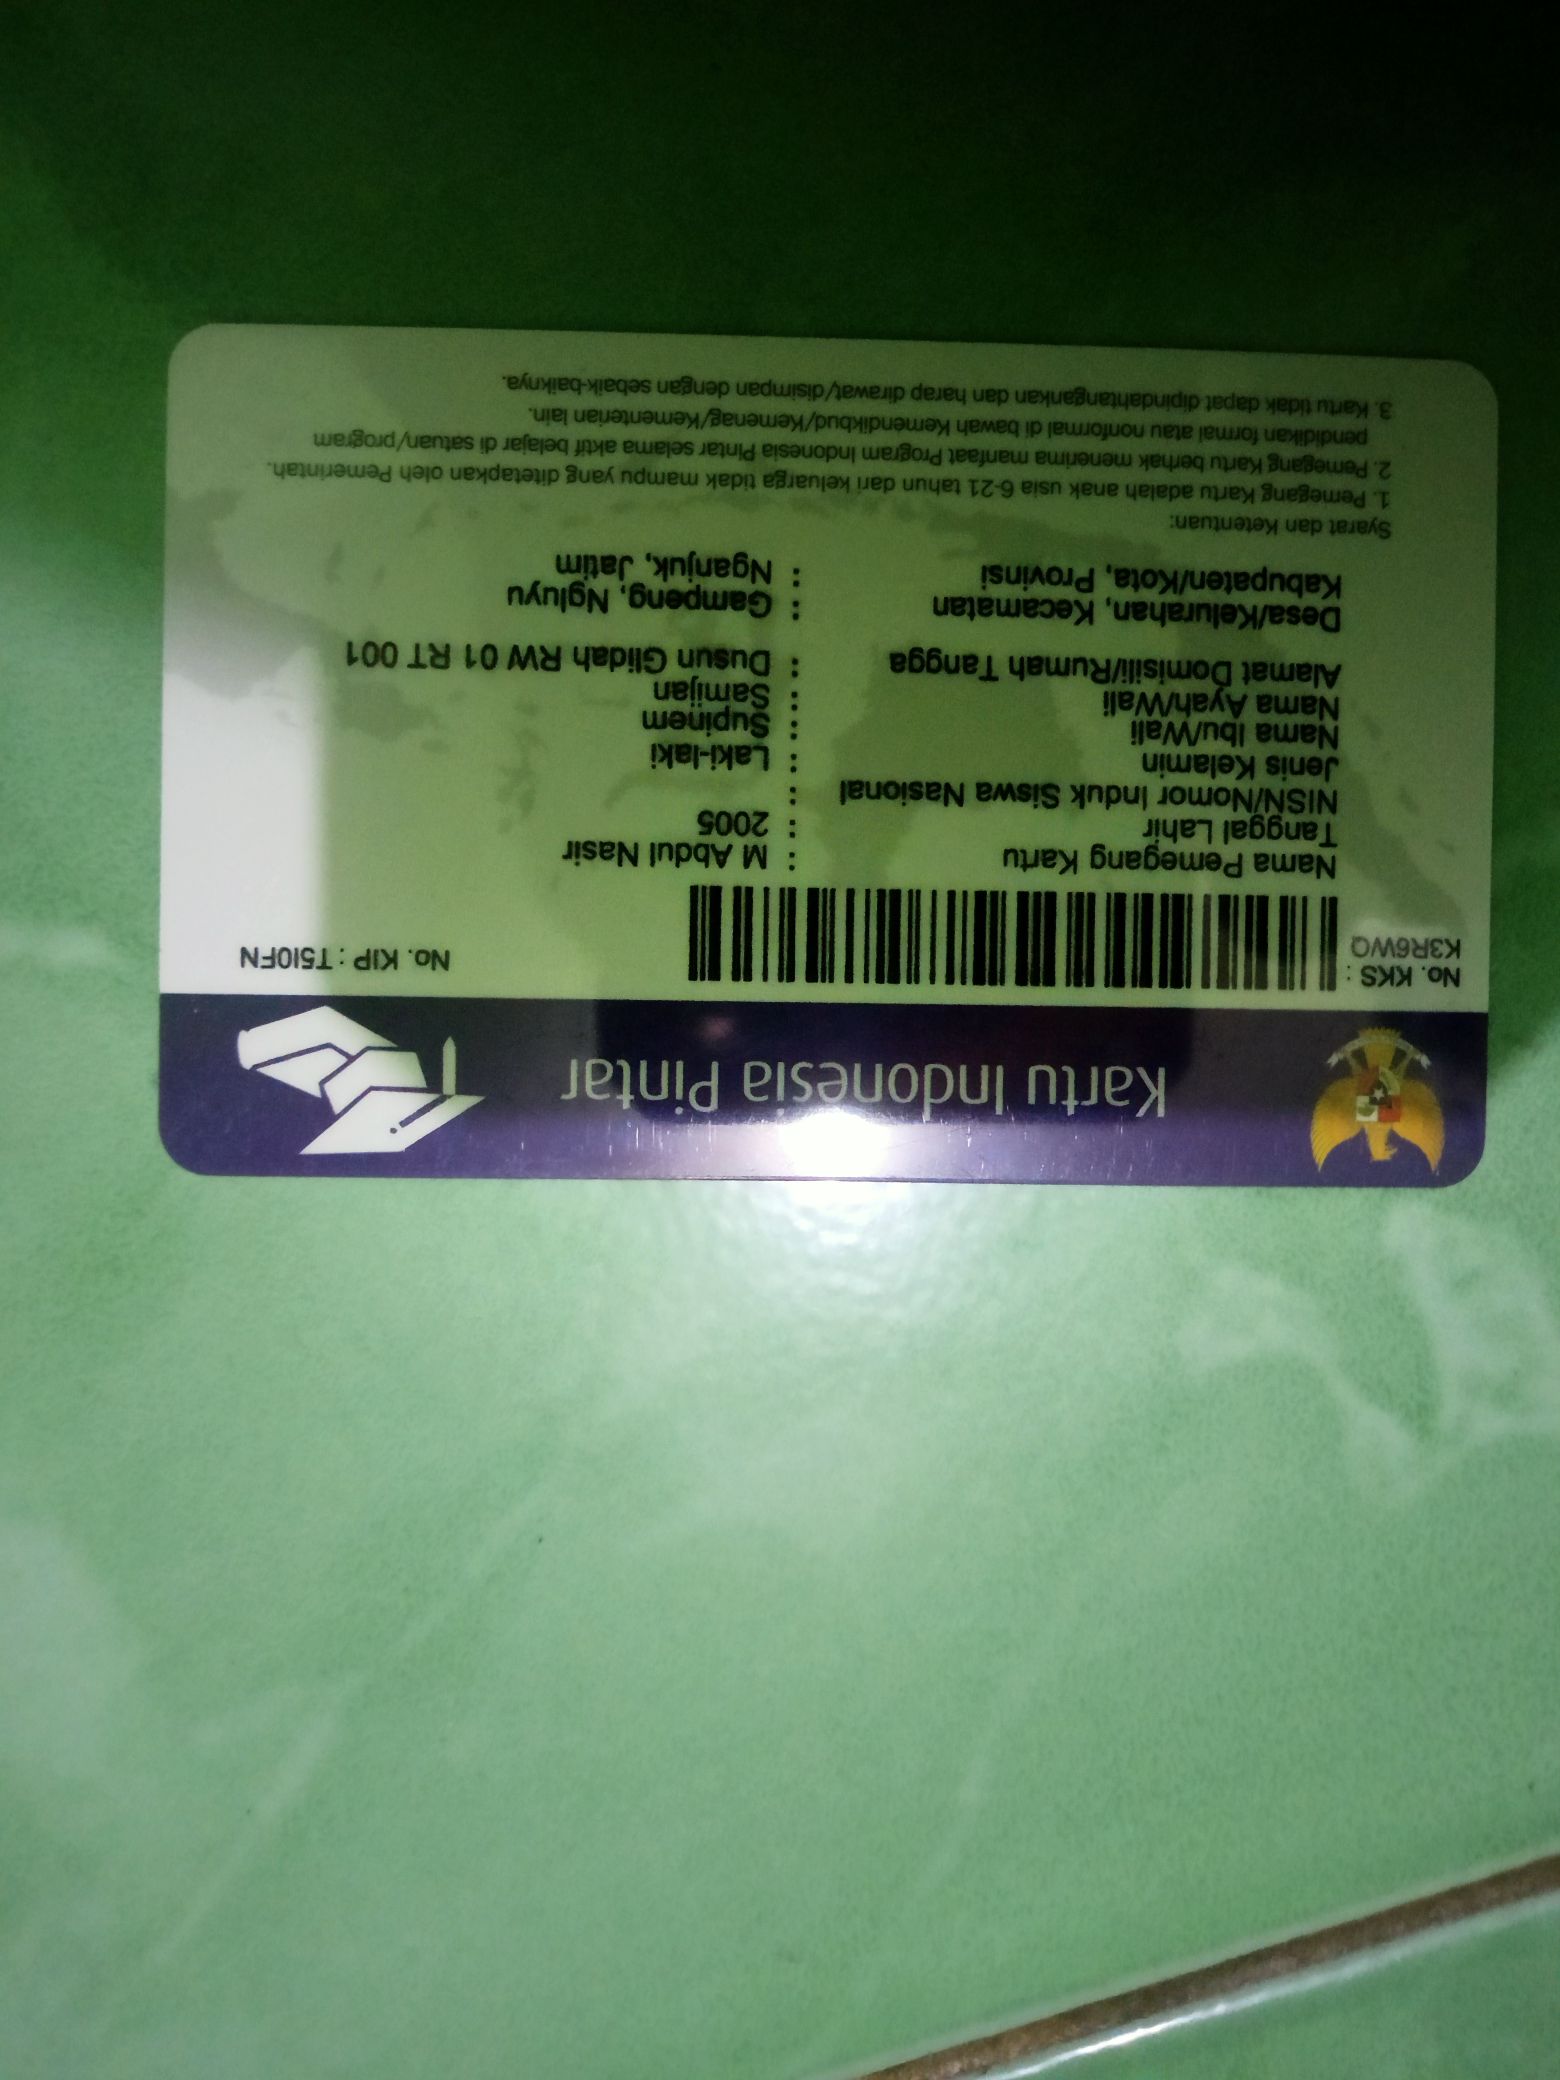 Kartu Indonesia Pintar
No. KKS :
K3R6WQ
No. KIP : T5I0FN
Nama Pemegang Kartu : M Abdul Nasir
Tanggal Lahir : 2005
NISN/Nomor Induk Siswa Nasional :
Jenis Kelamin : Laki-laki
Nama Ibu/Wali : Supinem
Nama Ayah/Wali : Samijan
Alamat Domisili/Rumah Tangga : Dusun Glidah RW 01 RT 001
Desa/Kelurahan, Kecamatan : Gampeng, Ngluyu
Kabupaten/Kota, Provinsi : Nganjuk, Jatim
Syarat dan Ketentuan:
1. Pemegang Kartu adalah anak usia 6-21 tahun dari keluarga tidak mampu yang ditetapkan oleh Pemerintah.
2. Pemegang Kartu berhak menerima manfaat Program Indonesia Pintar selama aktif belajar di satuan/program
pendidikan formal atau nonformal di bawah Kemendikbud/Kemenag/Kementerian lain.
3. Kartu tidak dapat dipindahtangankan dan harap dirawat/disimpan dengan sebaik-baiknya.